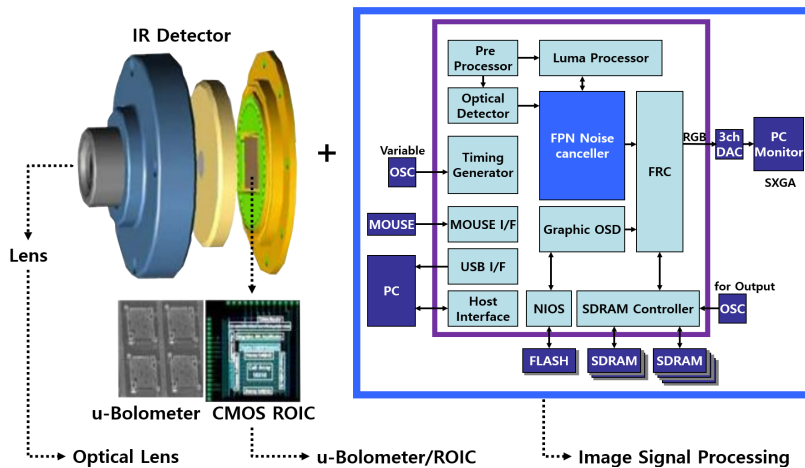 IR Detector
+
Lens
u-Bolometer
CMOS ROIC
Optical Lens
u-Bolometer/ROIC
Image Signal Processing
Pre
Processor
Luma Processor
Optical
Detector
FPN Noise
canceller
FRC
RGB
3ch
DAC
PC
Monitor
SXGA
Variable
OSC
Timing
Generator
MOUSE
MOUSE I/F
Graphic OSD
PC
USB I/F
Host
Interface
NIOS
SDRAM Controller
for Output
OSC
FLASH
SDRAM
SDRAM